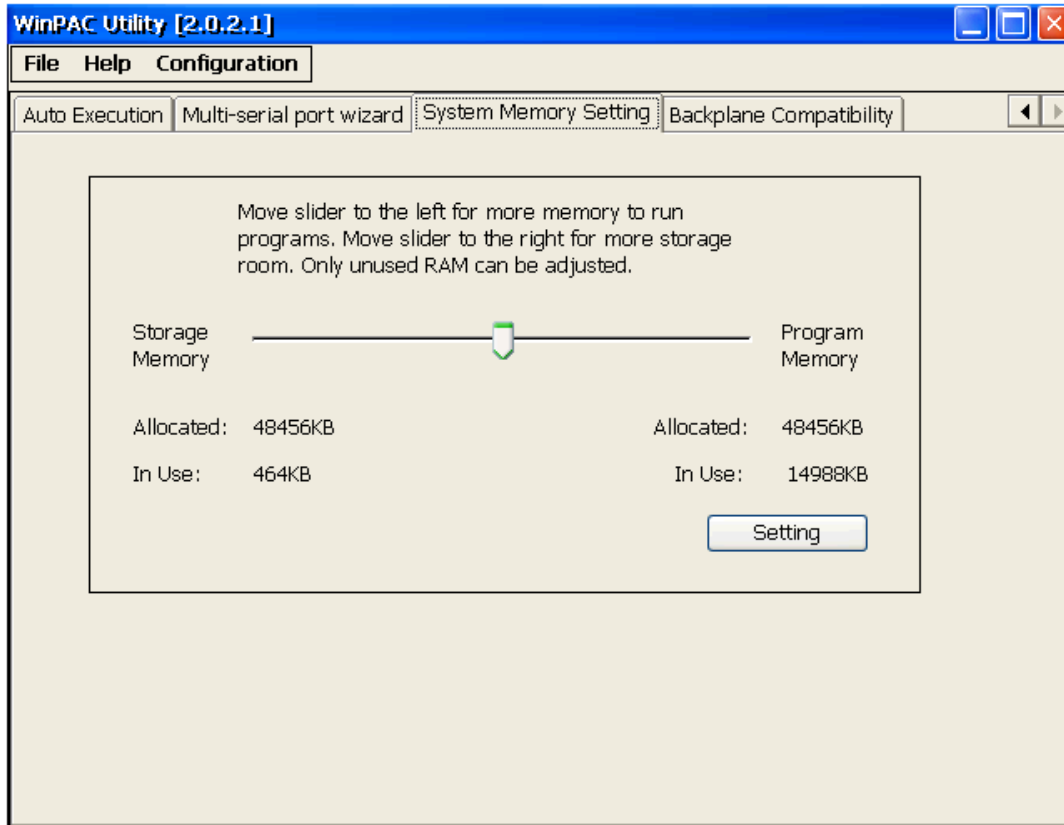 WinPAC Utility [2.0.2.1]
File Help Configuration
Auto Execution Multi-serial port wizard System Memory Setting Backplane Compatibility
Move slider to the left for more memory to run
programs. Move slider to the right for more storage
room. Only unused RAM can be adjusted.
Storage
Memory
Program
Memory
Allocated: 48456KB
Allocated: 48456KB
In Use: 464KB
In Use: 14988KB
Setting